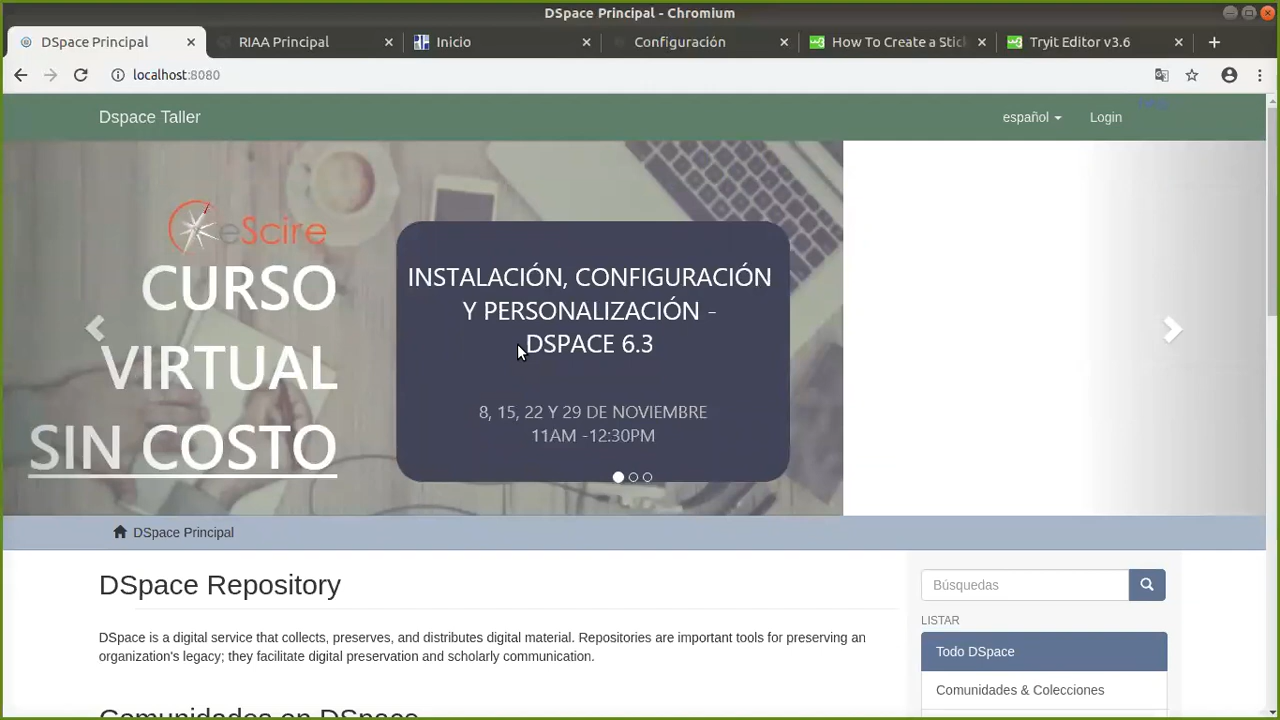 DSpace Principal - Chromium
DSpace Principal
RIAA Principal
Inicio
Configuración
How To Create a Stick
Tryit Editor v3.6
localhost:8080
Dspace Taller
español
Login
eScire
CURSO
VIRTUAL
SIN COSTO
INSTALACIÓN, CONFIGURACIÓN
Y PERSONALIZACIÓN -
DSPACE 6.3
8, 15, 22 Y 29 DE NOVIEMBRE
11AM -12:30PM
DSpace Principal
DSpace Repository
DSpace is a digital service that collects, preserves, and distributes digital material. Repositories are important tools for preserving an
organization's legacy; they facilitate digital preservation and scholarly communication.
Comunidades en DSpace
Búsquedas
LISTAR
Todo DSpace
Comunidades & Colecciones